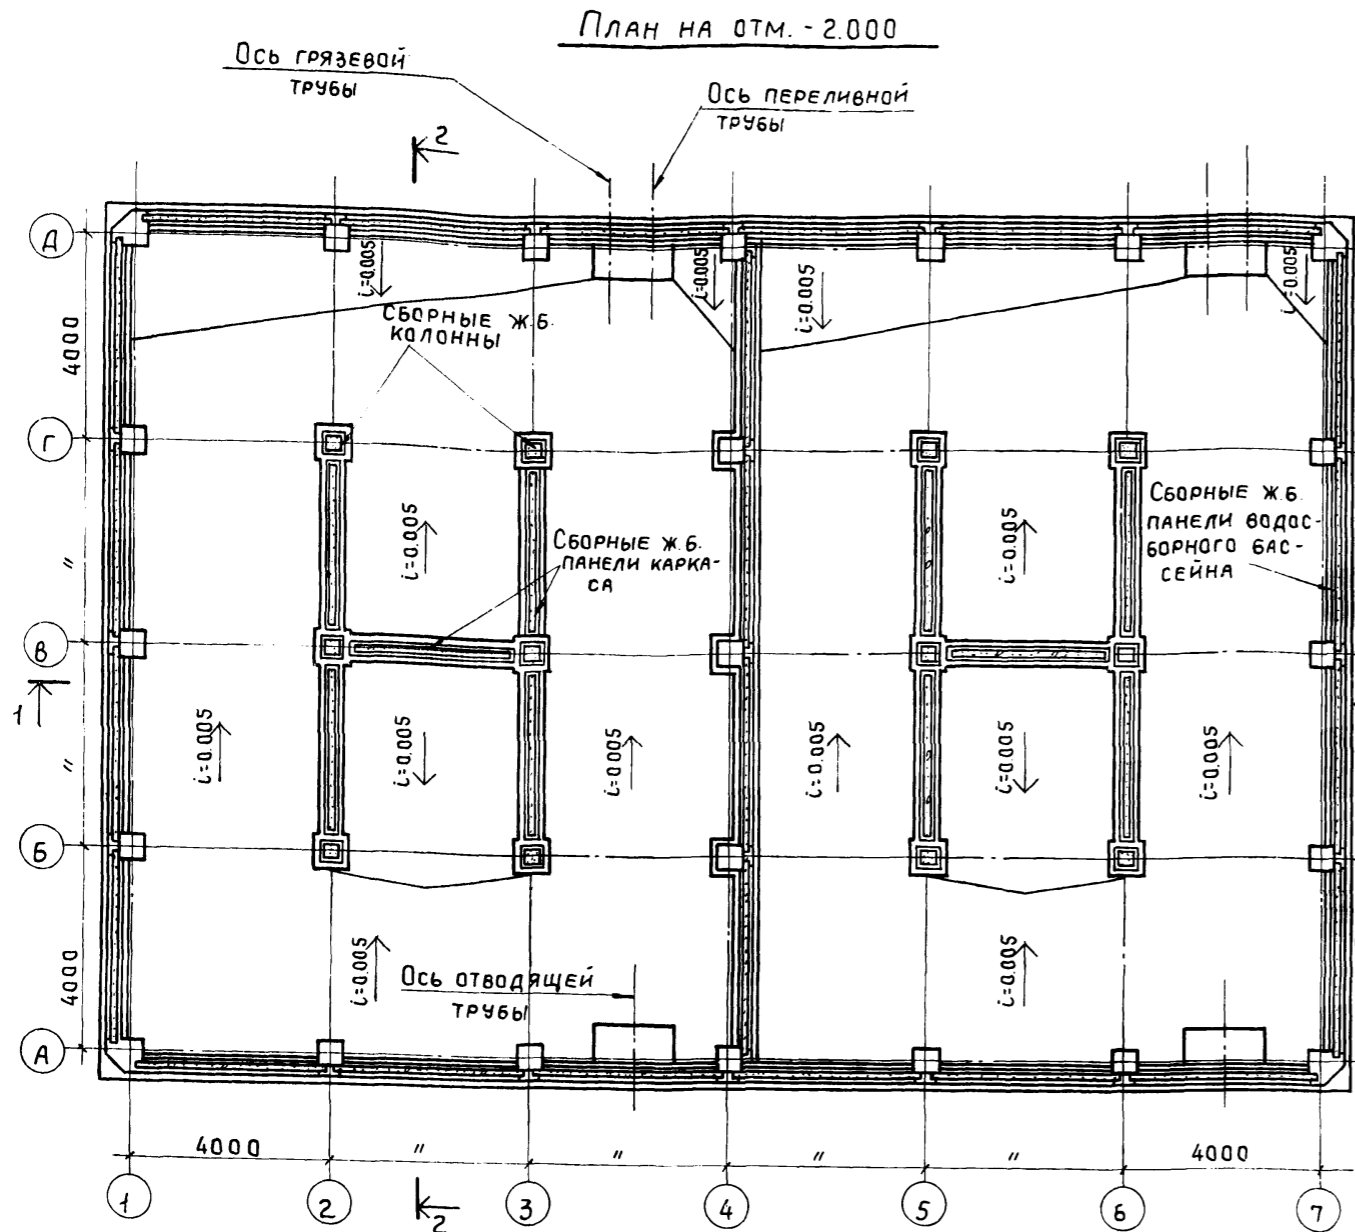 План на отм. - 2.000
Ось грязевой
трубы
Ось переливной
трубы
2
Д
i=0.005
i=0.005
i=0.005
i=0.005
Сборные ж.б.
колонны
4000
Г
i=0.005
i=0.005
Сборные ж.б.
панели водос-
борного бас-
сейна
Сборные ж.б.
панели карка-
са
"
В
1
i=0.005
i=0.005
i=0.005
i=0.005
i=0.005
i=0.005
"
Б
i=0.005
i=0.005
Ось отводящей
трубы
4000
А
4000
"
"
"
"
4000
1
2
3
4
5
6
7
2